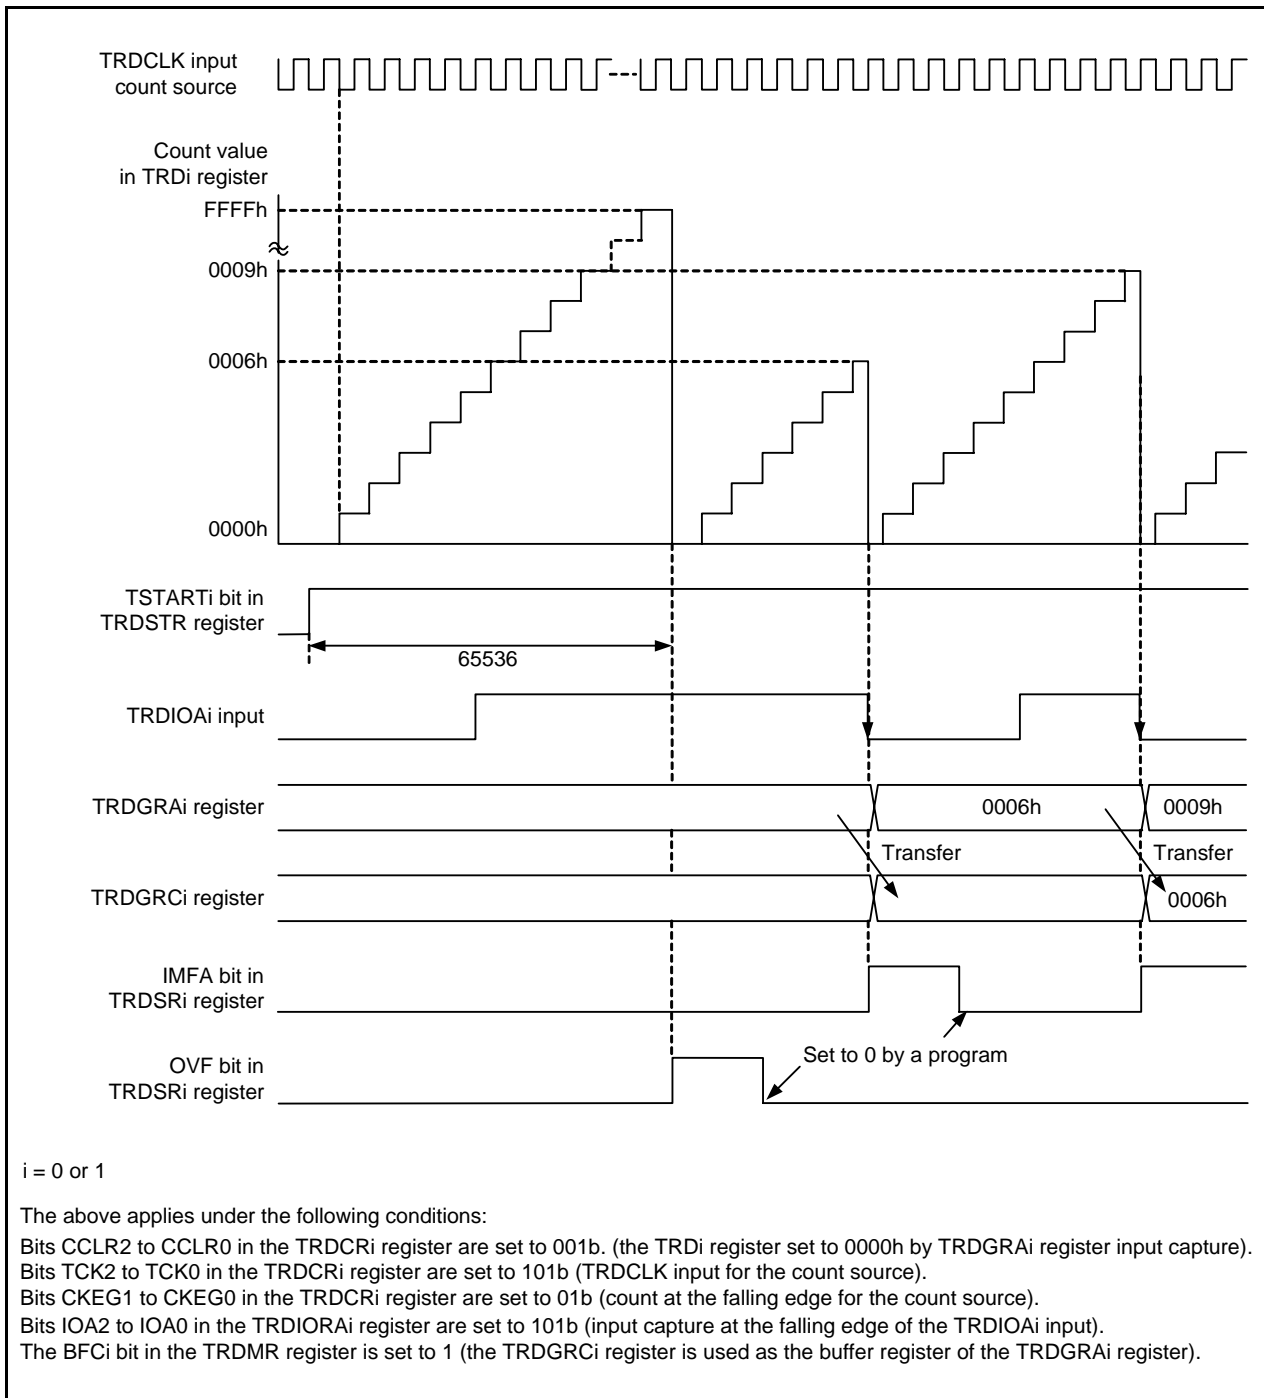 TRDCLK input
count source
Count value
in TRDi register
FFFFh
0009h
0006h
0000h
TSTARTi bit in
TRDSTR register
65536
TRDIOAi input
TRDGRAi register
0006h
0009h
Transfer
Transfer
TRDGRCi register
0006h
IMFA bit in
TRDSRi register
Set to 0 by a program
OVF bit in
TRDSRi register
i = 0 or 1
The above applies under the following conditions:
Bits CCLR2 to CCLR0 in the TRDCRi register are set to 001b. (the TRDi register set to 0000h by TRDGRAi register input capture).
Bits TCK2 to TCK0 in the TRDCRi register are set to 101b (TRDCLK input for the count source).
Bits CKEG1 to CKEG0 in the TRDCRi register are set to 01b (count at the falling edge for the count source).
Bits IOA2 to IOA0 in the TRDIORAi register are set to 101b (input capture at the falling edge of the TRDIOAi input).
The BFCi bit in the TRDMR register is set to 1 (the TRDGRCi register is used as the buffer register of the TRDGRAi register).